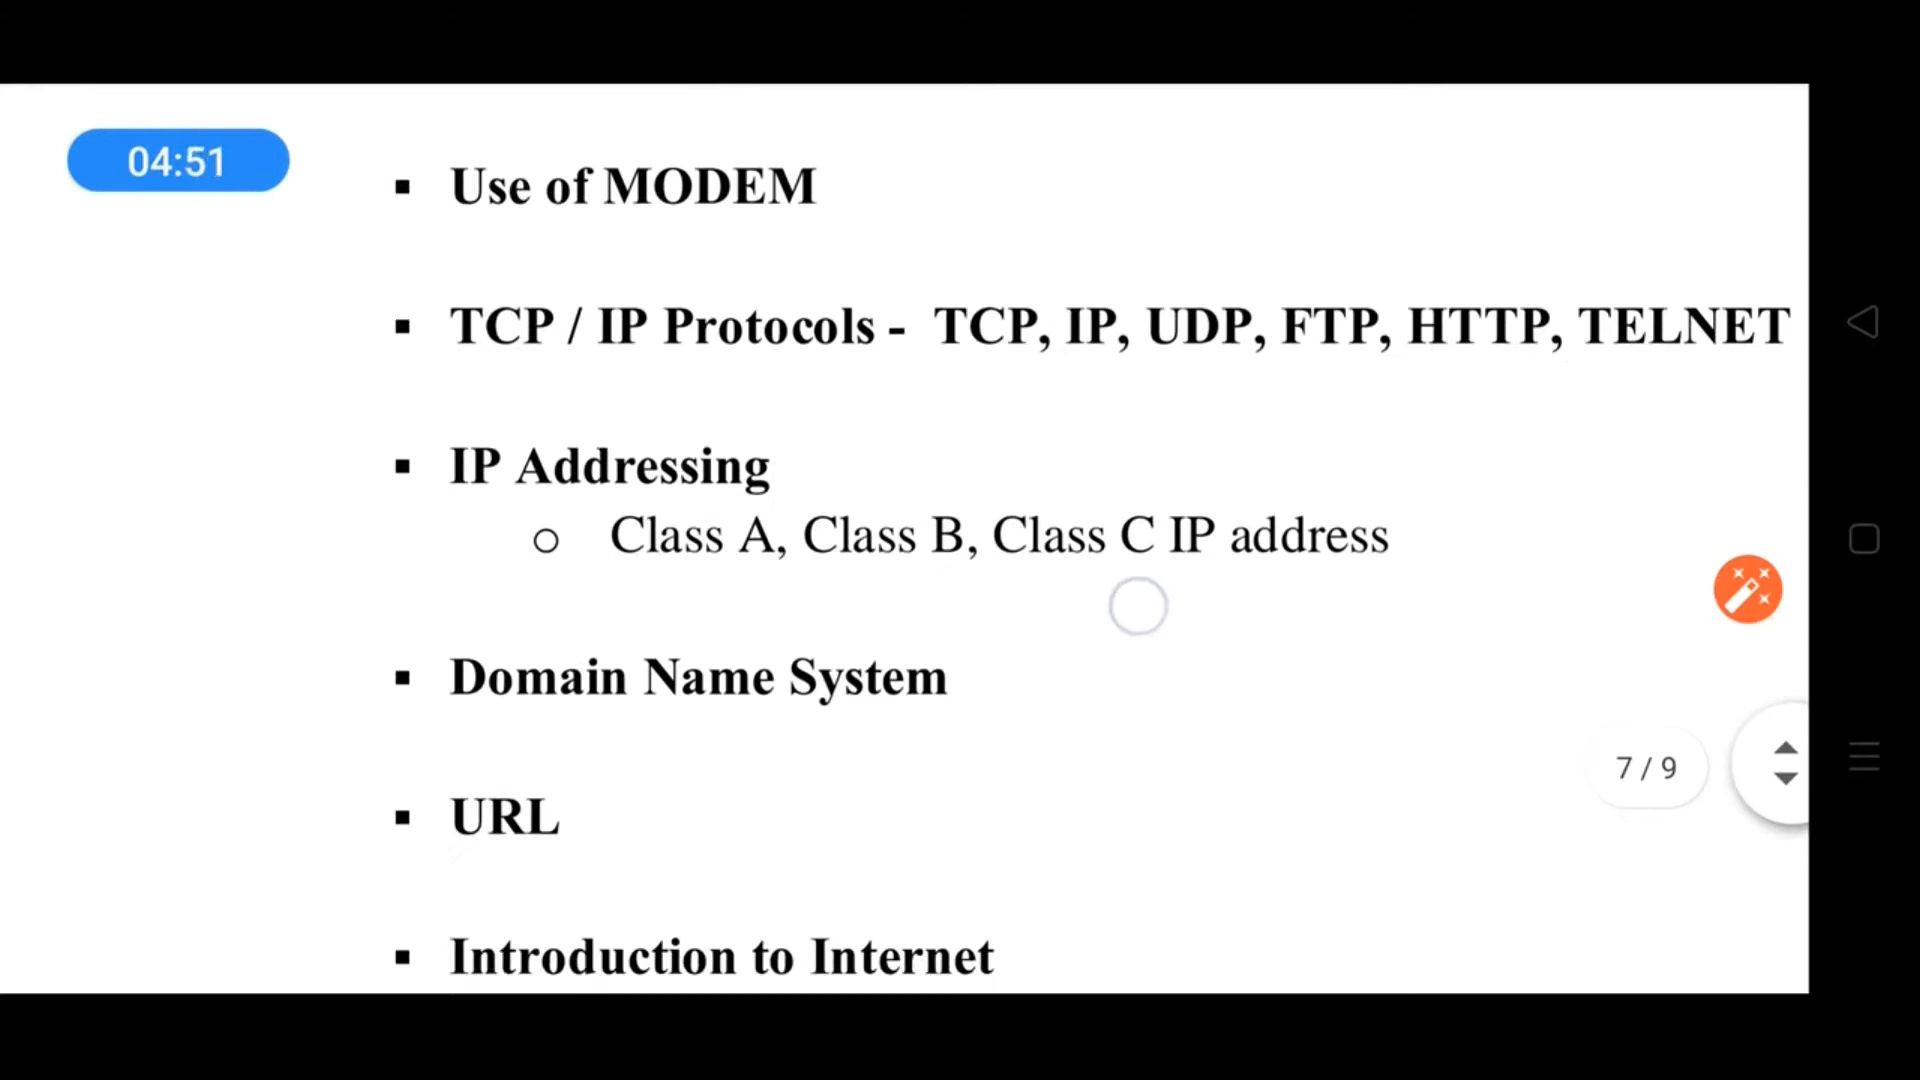 04:51
▪ Use of MODEM
▪ TCP / IP Protocols - TCP, IP, UDP, FTP, HTTP, TELNET
▪ IP Addressing
o Class A, Class B, Class C IP address
▪ Domain Name System
7 / 9
▪ URL
▪ Introduction to Internet